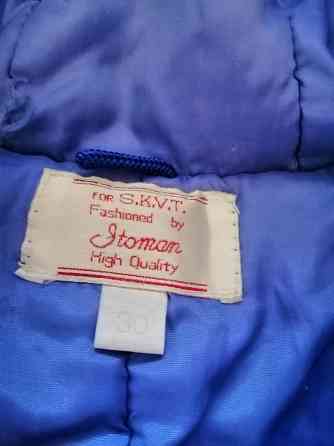 FOR S.K.V.T.
Fashioned by
Itoman
High Quality
30